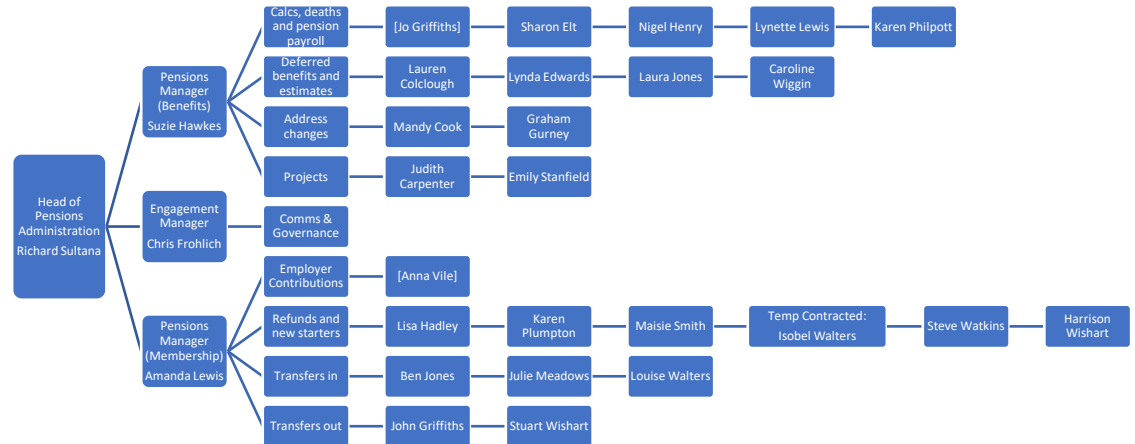 Calcs, deaths
and pension
payroll
[Jo Griffiths]
Sharon Elt
Nigel Henry
Lynette Lewis
Karen Philpott
Pensions
Manager
(Benefits)
Suzie Hawkes
Deferred
benefits and
estimates
Lauren
Colclough
Lynda Edwards
Laura Jones
Caroline
Wiggin
Address
changes
Mandy Cook
Graham
Gurney
Projects
Judith
Carpenter
Emily Stanfield
Head of
Pensions
Administration
Richard Sultana
Engagement
Manager
Chris Frohlich
Comms &
Governance
Employer
Contributions
[Anna Vile]
Pensions
Manager
(Membership)
Amanda Lewis
Refunds and
new starters
Lisa Hadley
Karen
Plumpton
Maisie Smith
Temp Contracted:
Isobel Walters
Steve Watkins
Harrison
Wishart
Transfers in
Ben Jones
Julie Meadows
Louise Walters
Transfers out
John Griffiths
Stuart Wishart